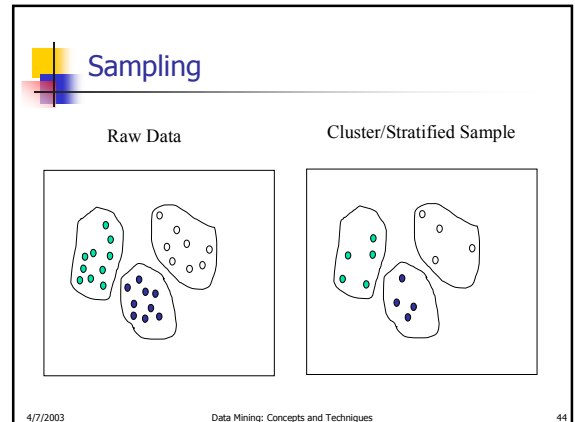 Sampling
Raw Data
Cluster/Stratified Sample
4/7/2003
Data Mining: Concepts and Techniques
44